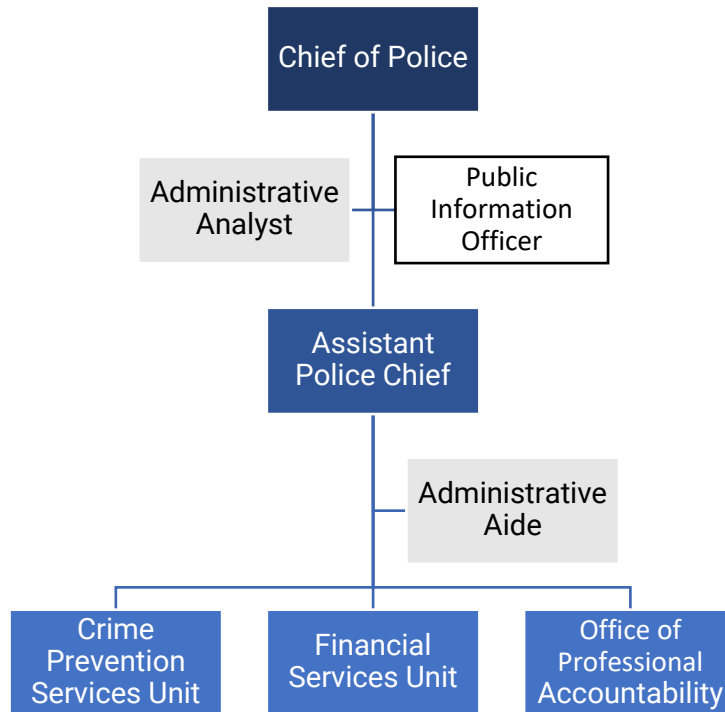 Chief of Police
Administrative
Analyst
Public
Information
Officer
Assistant
Police Chief
Administrative
Aide
Crime
Prevention
Services Unit
Financial
Services Unit
Office of
Professional
Accountability